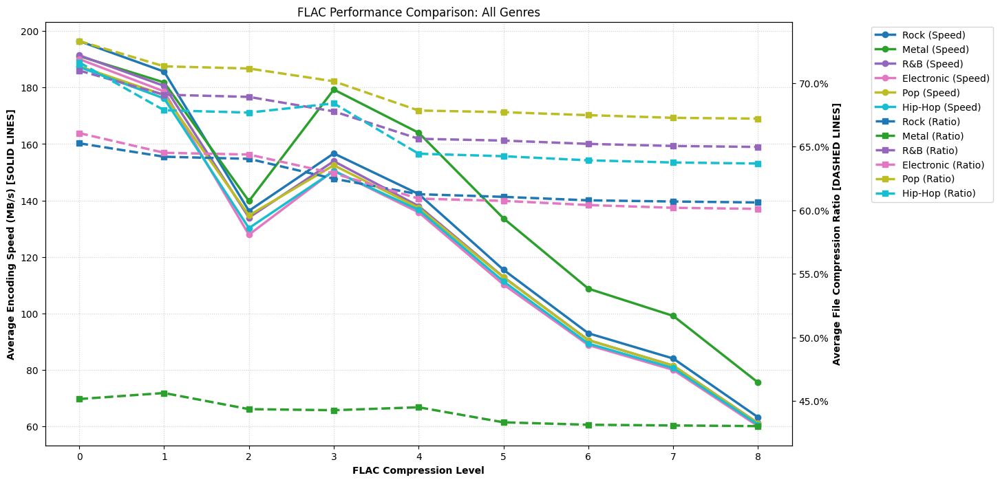 FLAC Performance Comparison: All Genres
200
180
160
140
120
100
80
60
Average Encoding Speed (MB/s) [SOLID LINES]
0 1 2 3 4 5 6 7 8
FLAC Compression Level
70.0%
65.0%
60.0%
55.0%
50.0%
45.0%
Average File Compression Ratio [DASHED LINES]
Rock (Speed)
Metal (Speed)
R&B (Speed)
Electronic (Speed)
Pop (Speed)
Hip-Hop (Speed)
Rock (Ratio)
Metal (Ratio)
R&B (Ratio)
Electronic (Ratio)
Pop (Ratio)
Hip-Hop (Ratio)